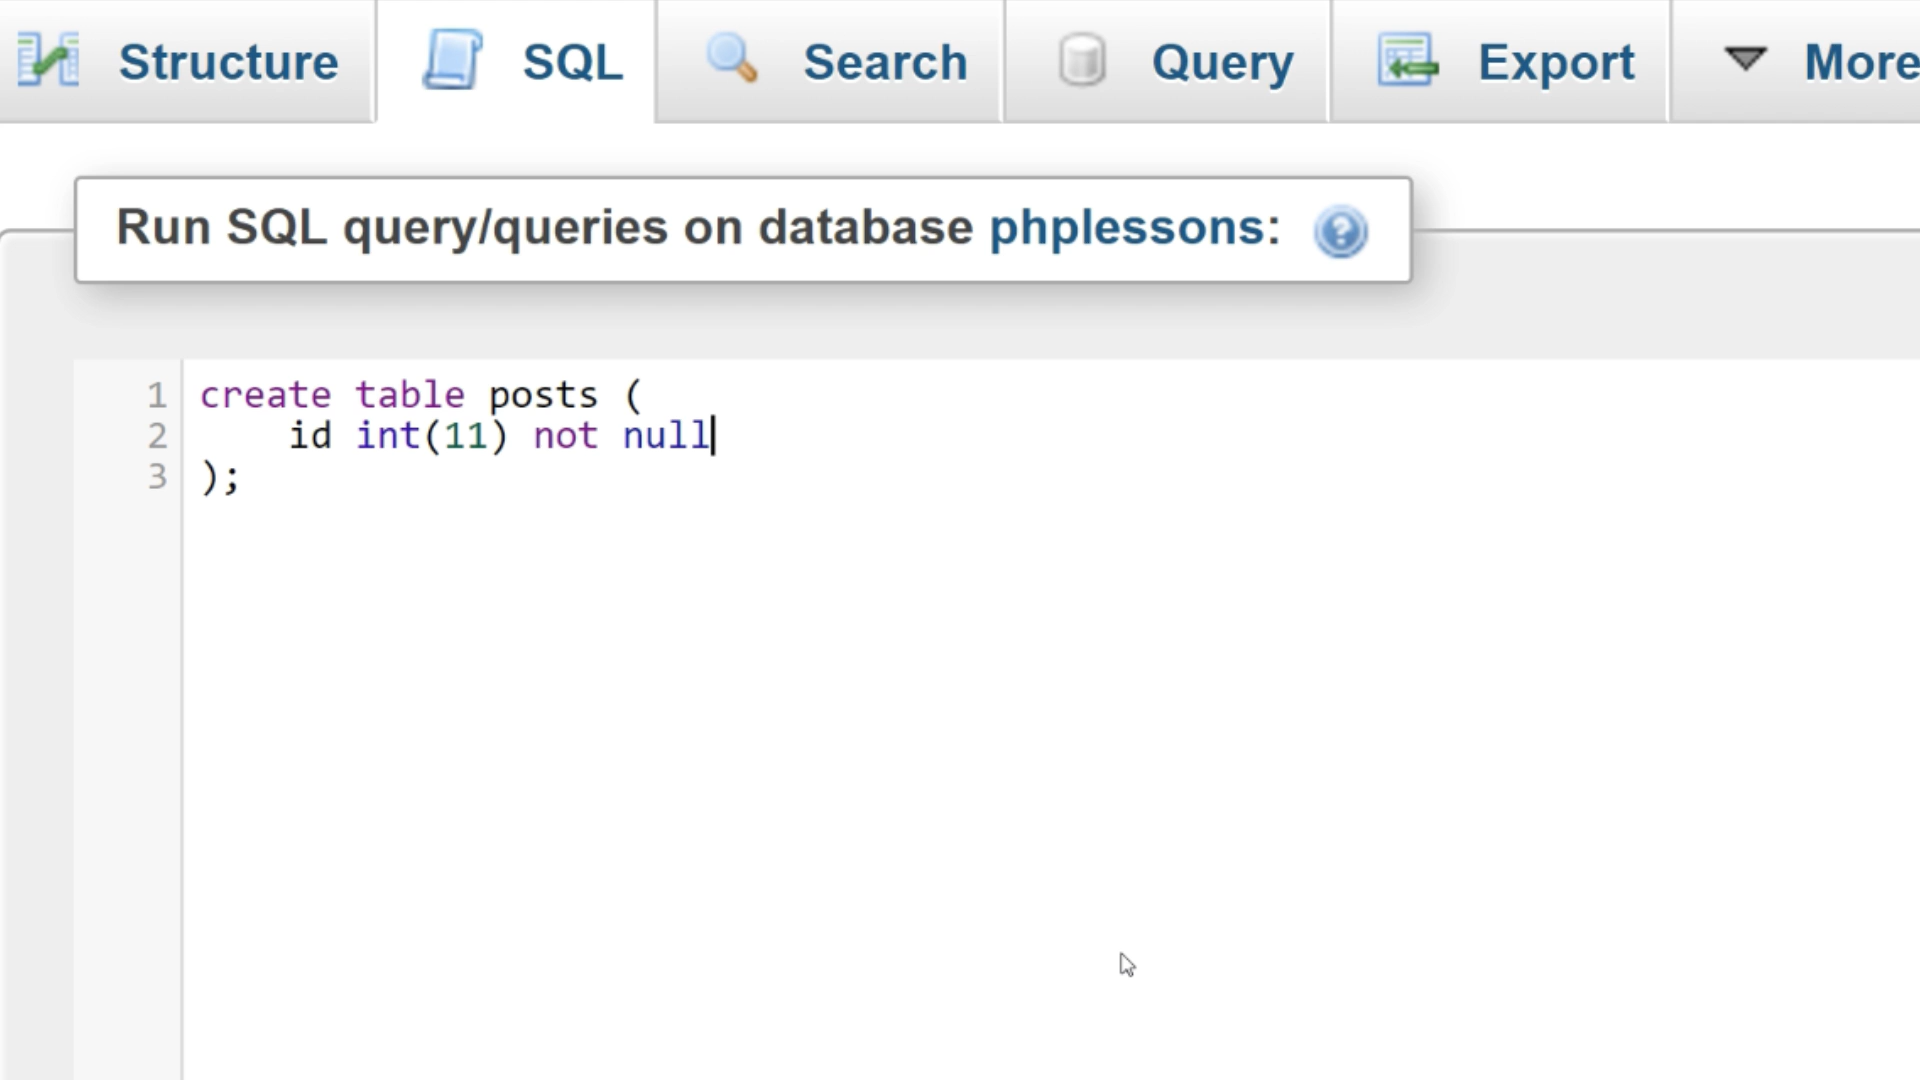 Structure SQL Search Query Export More
Run SQL query/queries on database phplessons:
1 create table posts (
2 id int(11) not null
3 );